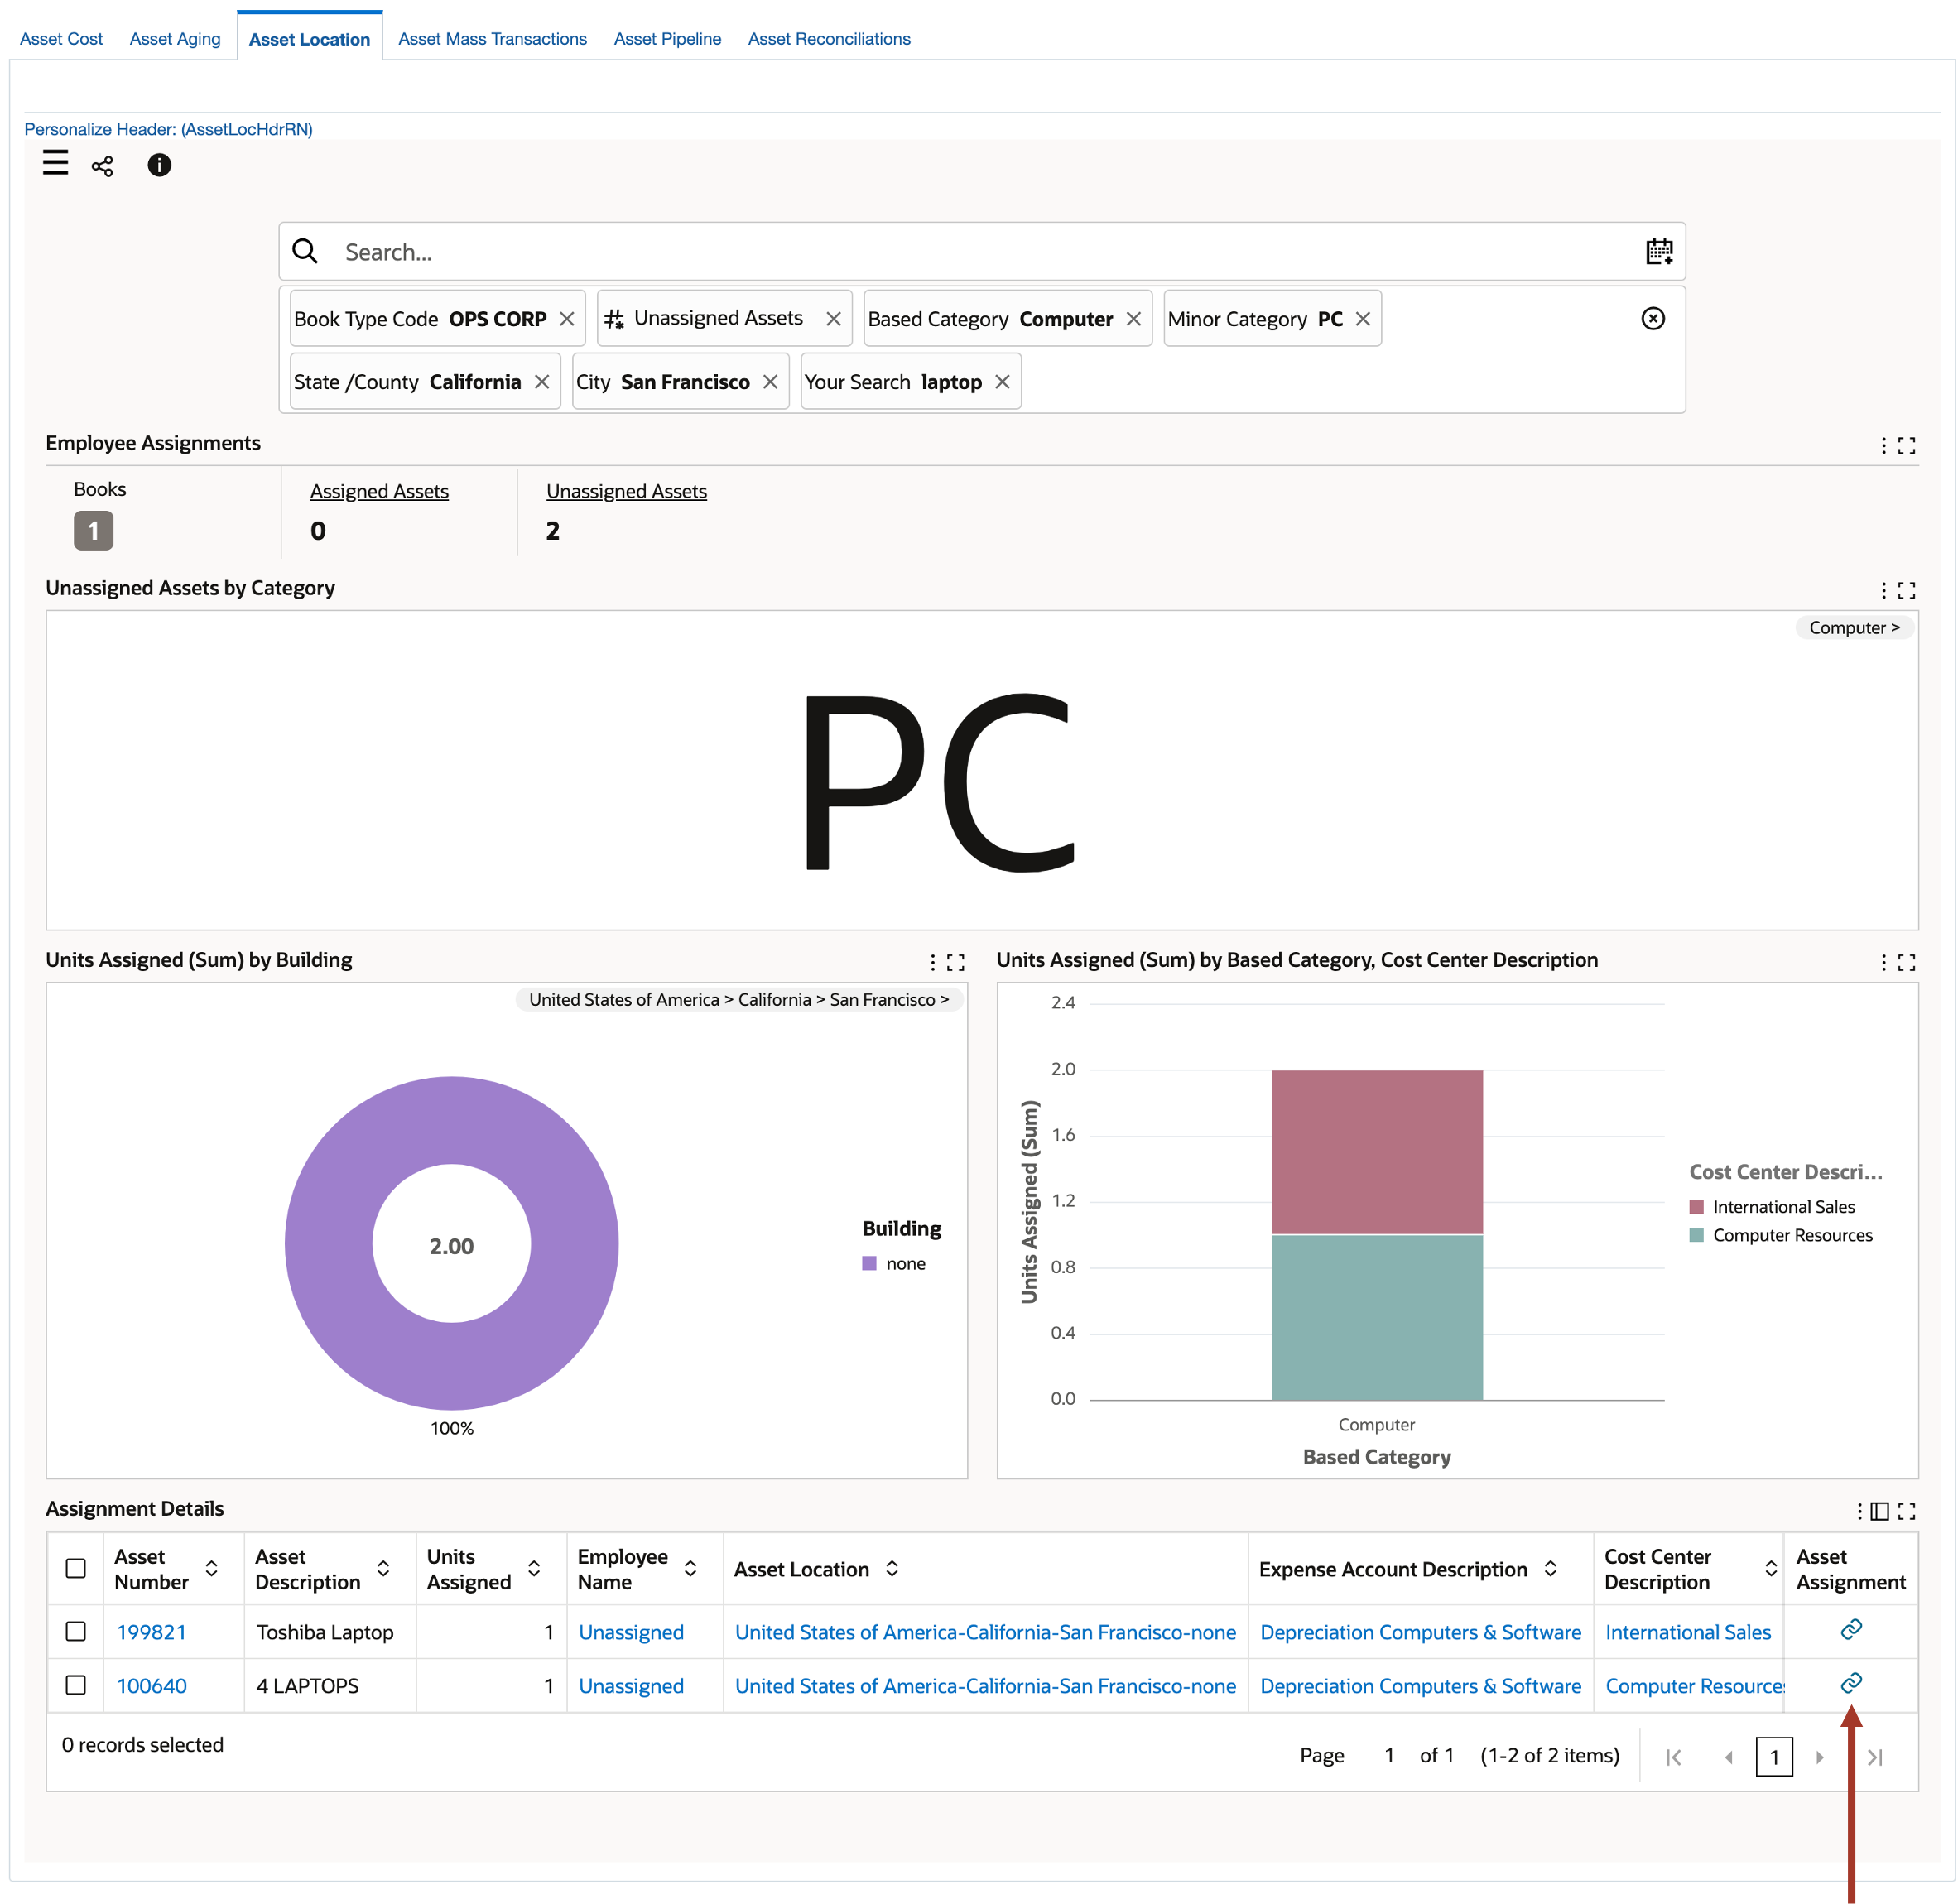 Asset Cost Asset Aging Asset Location Asset Mass Transactions Asset Pipeline Asset Reconciliations
Personalize Header: (AssetLocHdrRN)
Search...
Book Type Code OPS CORP Unassigned Assets Based Category Computer Minor Category PC
State /County California City San Francisco Your Search laptop
Employee Assignments
Books Assigned Assets Unassigned Assets
1 0 2
Unassigned Assets by Category
Computer >
PC
Units Assigned (Sum) by Building
United States of America > California > San Francisco >
2.00
100%
Building
none
Units Assigned (Sum) by Based Category, Cost Center Description
2.4
2.0
1.6
1.2
0.8
0.4
0.0
Units Assigned (Sum)
Computer
Based Category
Cost Center Descri...
International Sales
Computer Resources
Assignment Details
Asset Number Asset Description Units Assigned Employee Name Asset Location Expense Account Description Cost Center Description Asset Assignment
199821 Toshiba Laptop 1 Unassigned United States of America-California-San Francisco-none Depreciation Computers & Software International Sales
100640 4 LAPTOPS 1 Unassigned United States of America-California-San Francisco-none Depreciation Computers & Software Computer Resources
0 records selected
Page 1 of 1 (1-2 of 2 items) 1